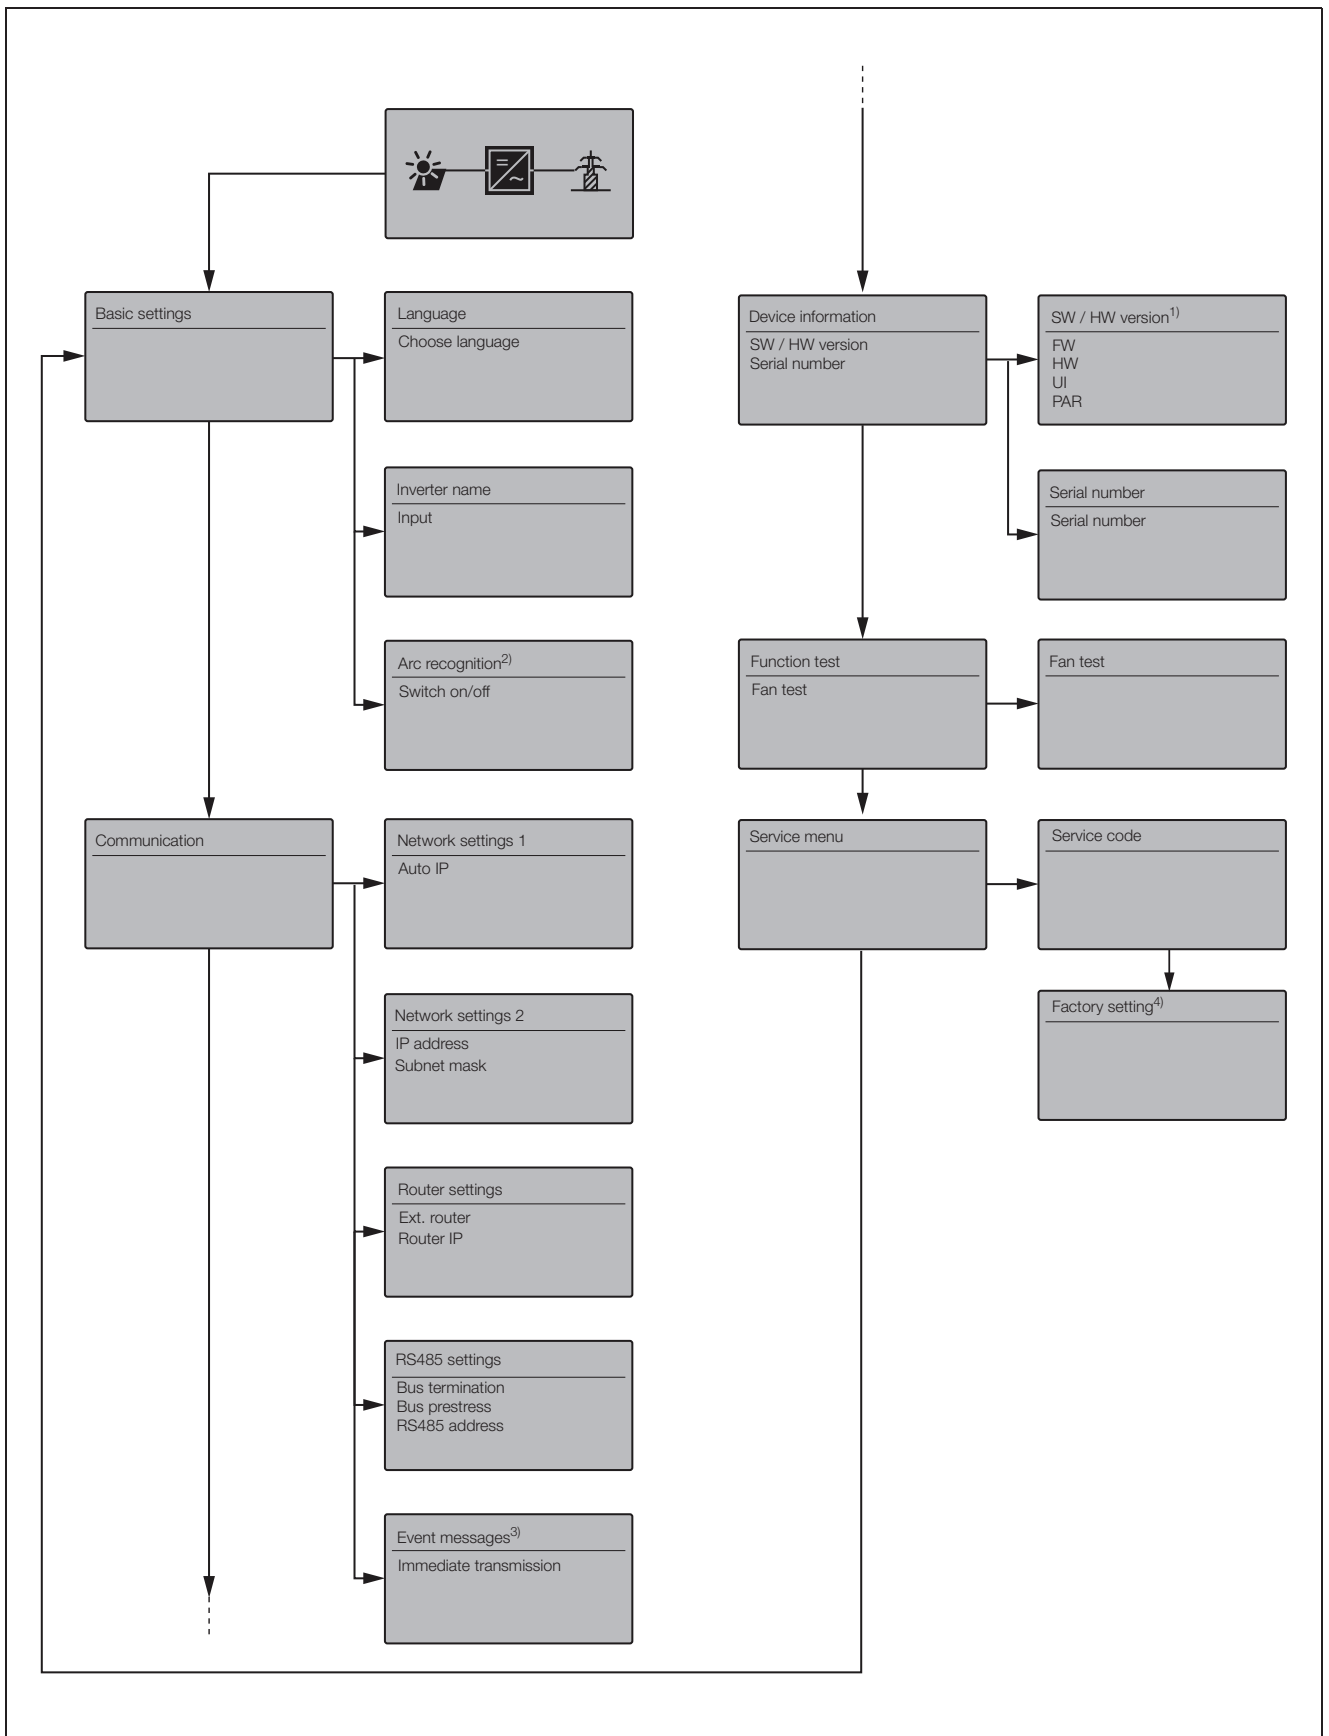 Basic settings
Language
Choose language
Inverter name
Input
Arc recognition2)
Switch on/off
Communication
Network settings 1
Auto IP
Network settings 2
IP address
Subnet mask
Router settings
Ext. router
Router IP
RS485 settings
Bus termination
Bus prestress
RS485 address
Event messages3)
Immediate transmission
Device information
SW / HW version
Serial number
SW / HW version1)
FW
HW
UI
PAR
Serial number
Serial number
Function test
Fan test
Fan test
Service menu
Service code
Factory setting4)